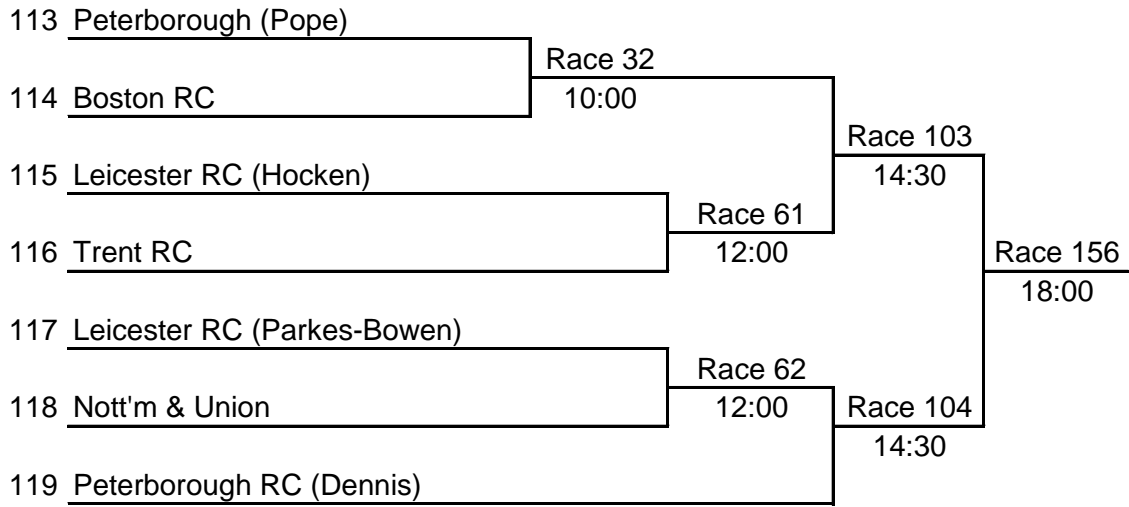 113 Peterborough (Pope)
Race 32
114 Boston RC
10:00
Race 103
115 Leicester RC (Hocken)
14:30
Race 61
116 Trent RC
12:00
Race 156
18:00
117 Leicester RC (Parkes-Bowen)
Race 62
118 Nott'm & Union
12:00
Race 104
14:30
119 Peterborough RC (Dennis)